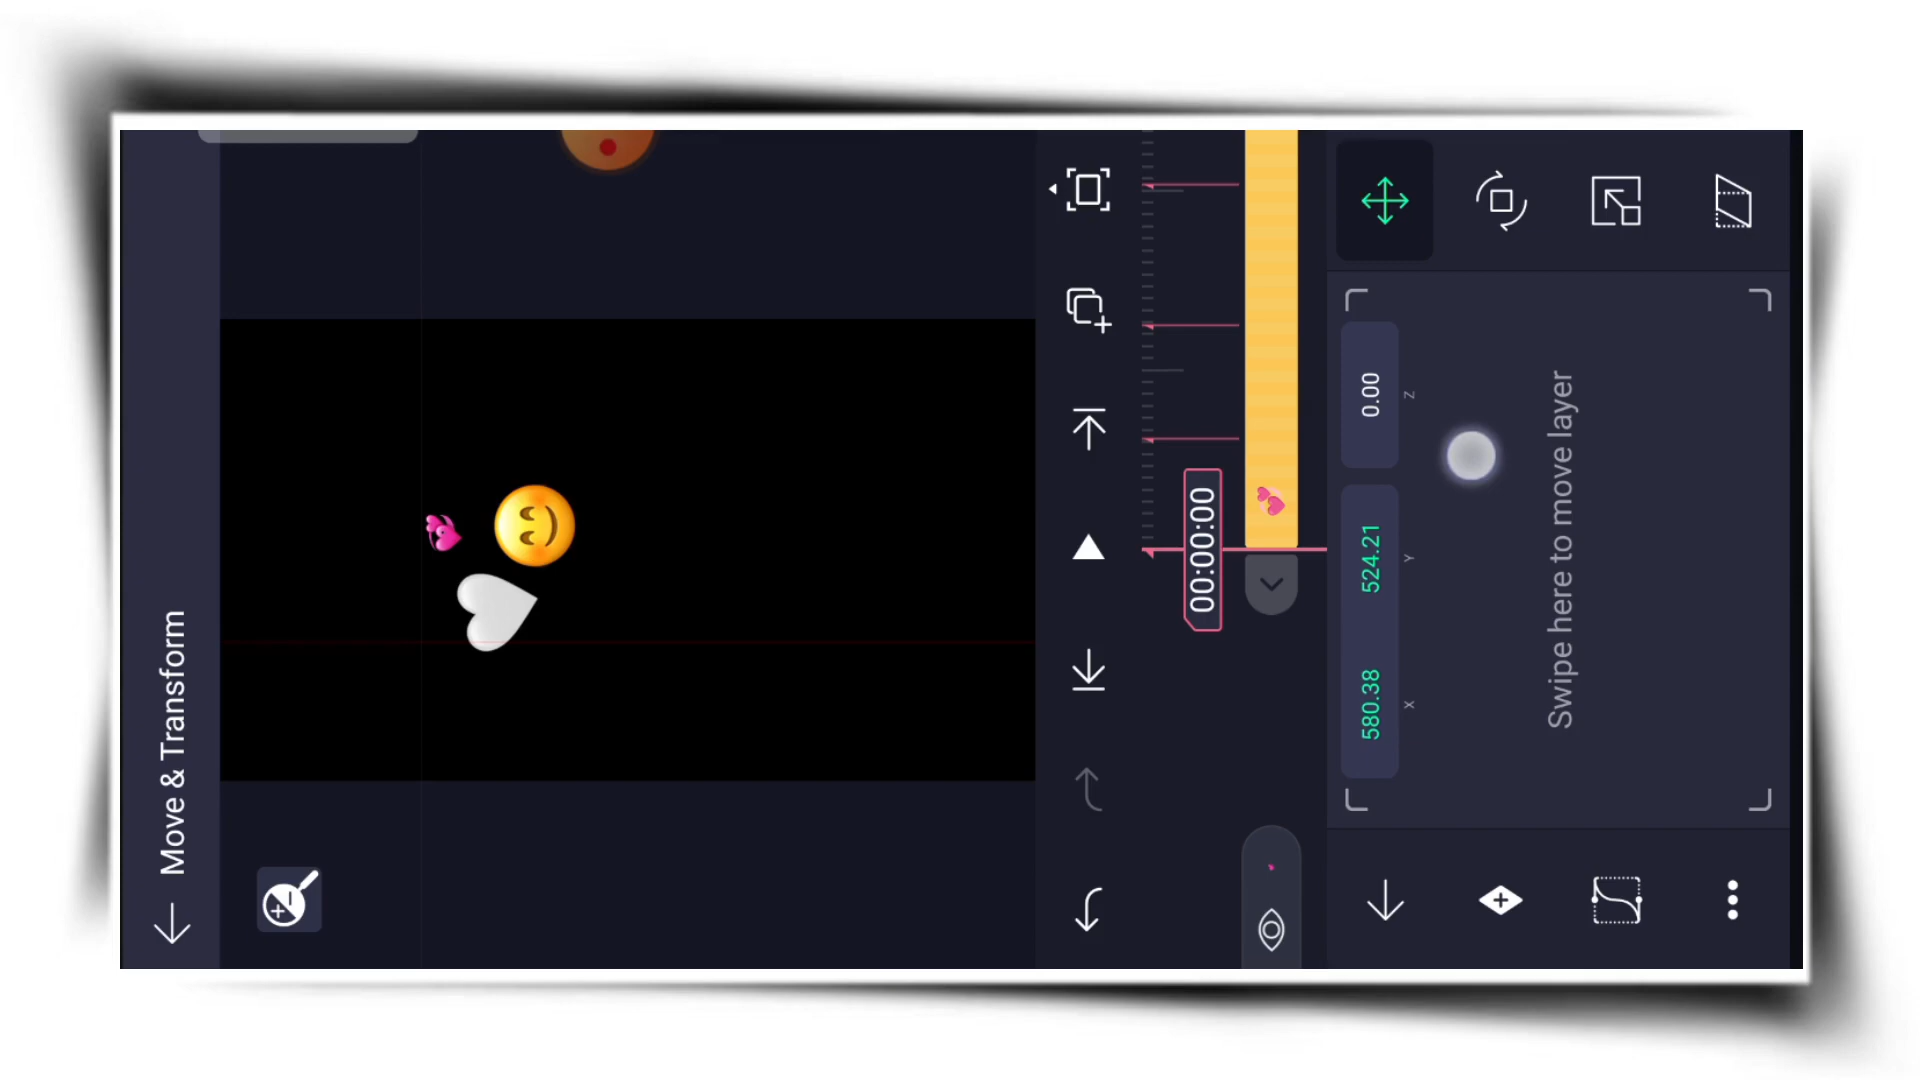 Move & Transform
00:00:00
580.38
X
524.21
Y
0.00
Z
Swipe here to move layer